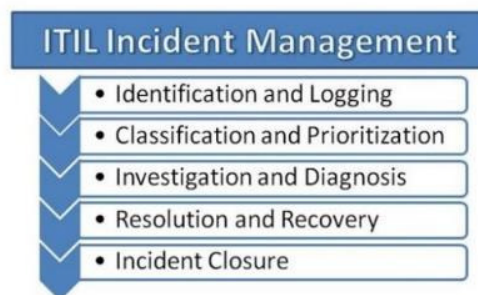 ITIL Incident Management
• Identification and Logging
• Classification and Prioritization
• Investigation and Diagnosis
• Resolution and Recovery
• Incident Closure